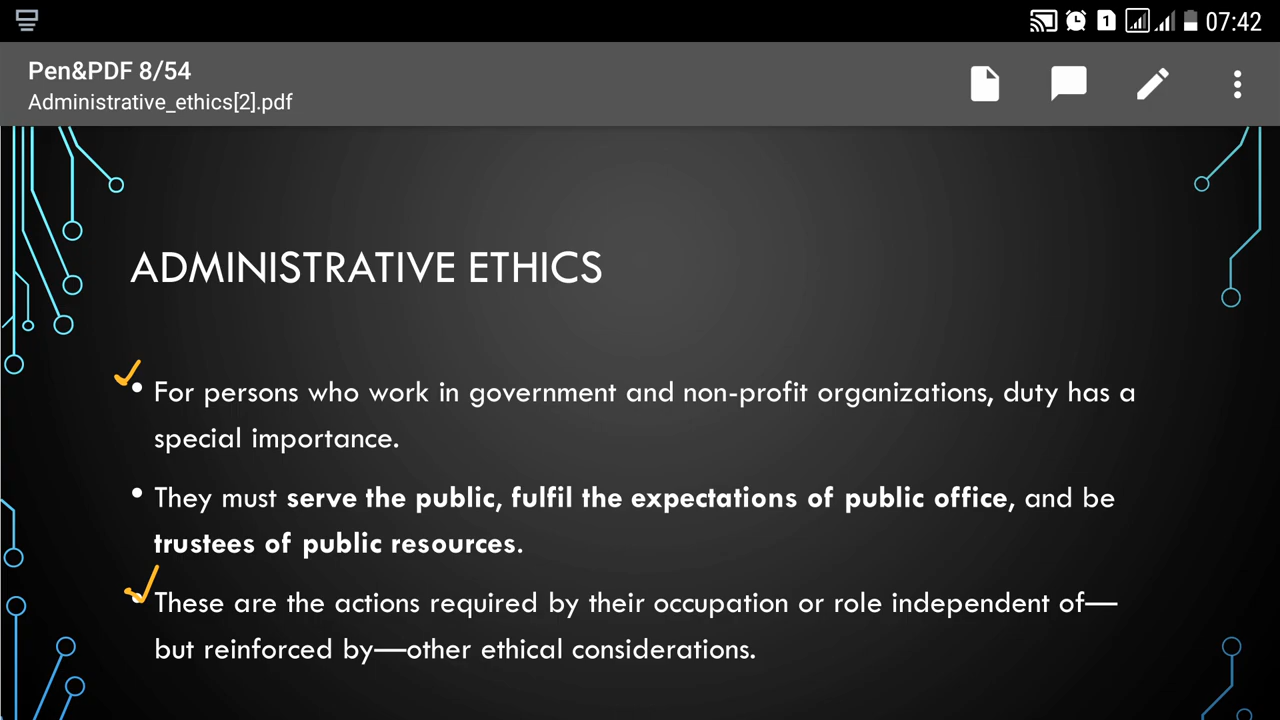 1
07:42
Pen&PDF 8/54
Administrative_ethics[2].pdf
ADMINISTRATIVE ETHICS
• For persons who work in government and non-profit organizations, duty has a
special importance.
• They must serve the public, fulfil the expectations of public office, and be
trustees of public resources.
• These are the actions required by their occupation or role independent of—
but reinforced by—other ethical considerations.